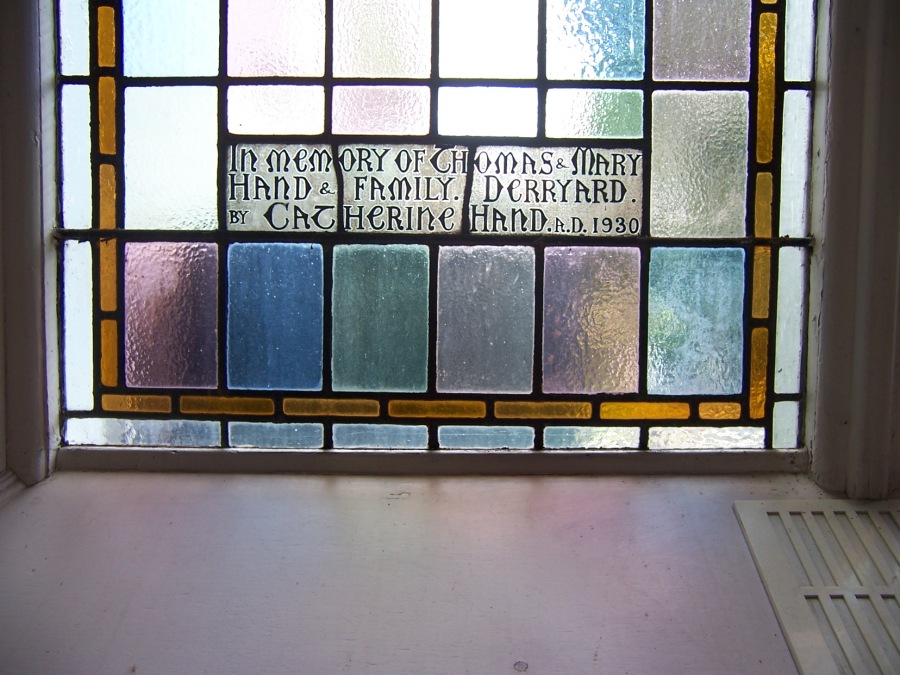 In memory of Thomas & Mary
Hand & family. Derryard.
by Catherine Hand. A.D. 1930